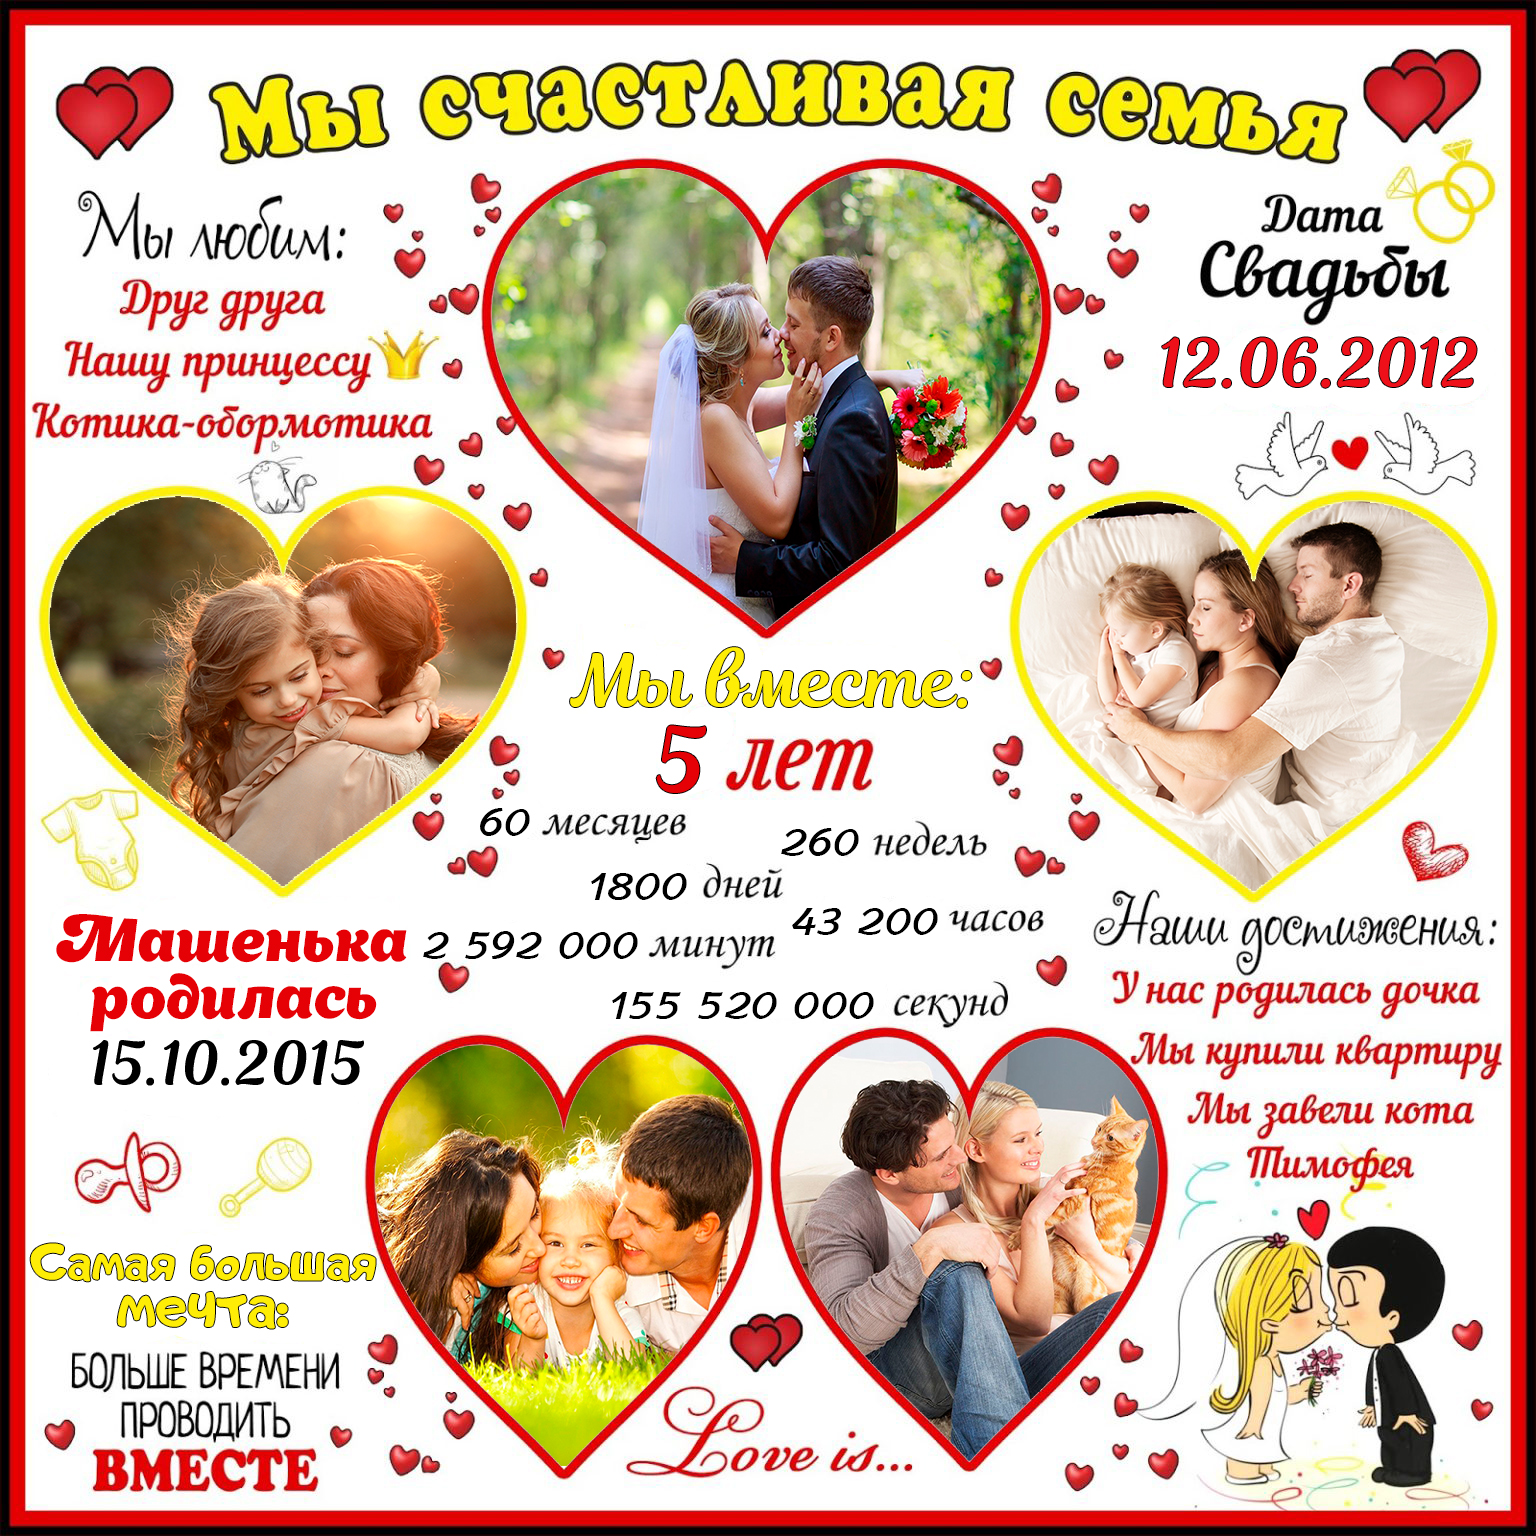 Мы счастливая семья
Мы любим:
Друг друга
Нашу принцессу
Котика-обормотика
Дата
Свадьбы
12.06.2012
Мы вместе:
5 лет
60 месяцев
260 недель
1800 дней
43 200 часов
2 592 000 минут
155 520 000 секунд
Машенька
родилась
15.10.2015
Наши достижения:
У нас родилась дочка
Мы купили квартиру
Мы завели кота
Тимофея
Самая большая
мечта:
БОЛЬШЕ ВРЕМЕНИ
ПРОВОДИТЬ
ВМЕСТЕ
Love is...